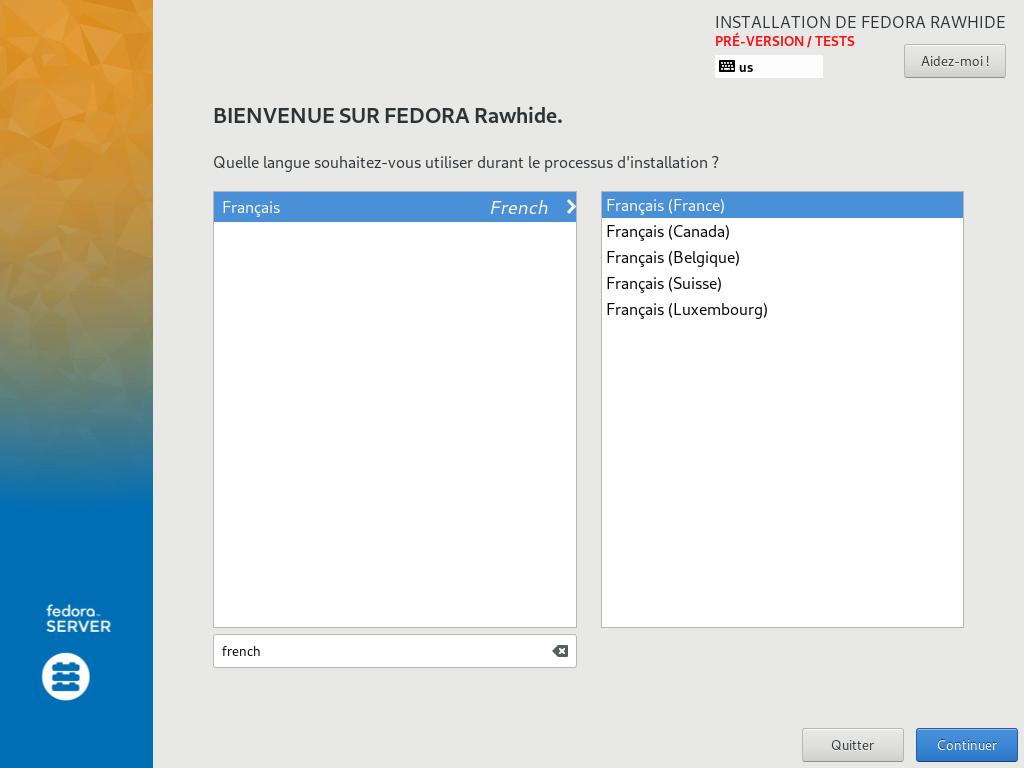 INSTALLATION DE FEDORA RAWHIDE
PRÉ-VERSION / TESTS
us
Aidez-moi !
BIENVENUE SUR FEDORA Rawhide.
Quelle langue souhaitez-vous utiliser durant le processus d'installation ?
Français French
Français (France)
Français (Canada)
Français (Belgique)
Français (Suisse)
Français (Luxembourg)
french
fedora™
SERVER
Quitter
Continuer